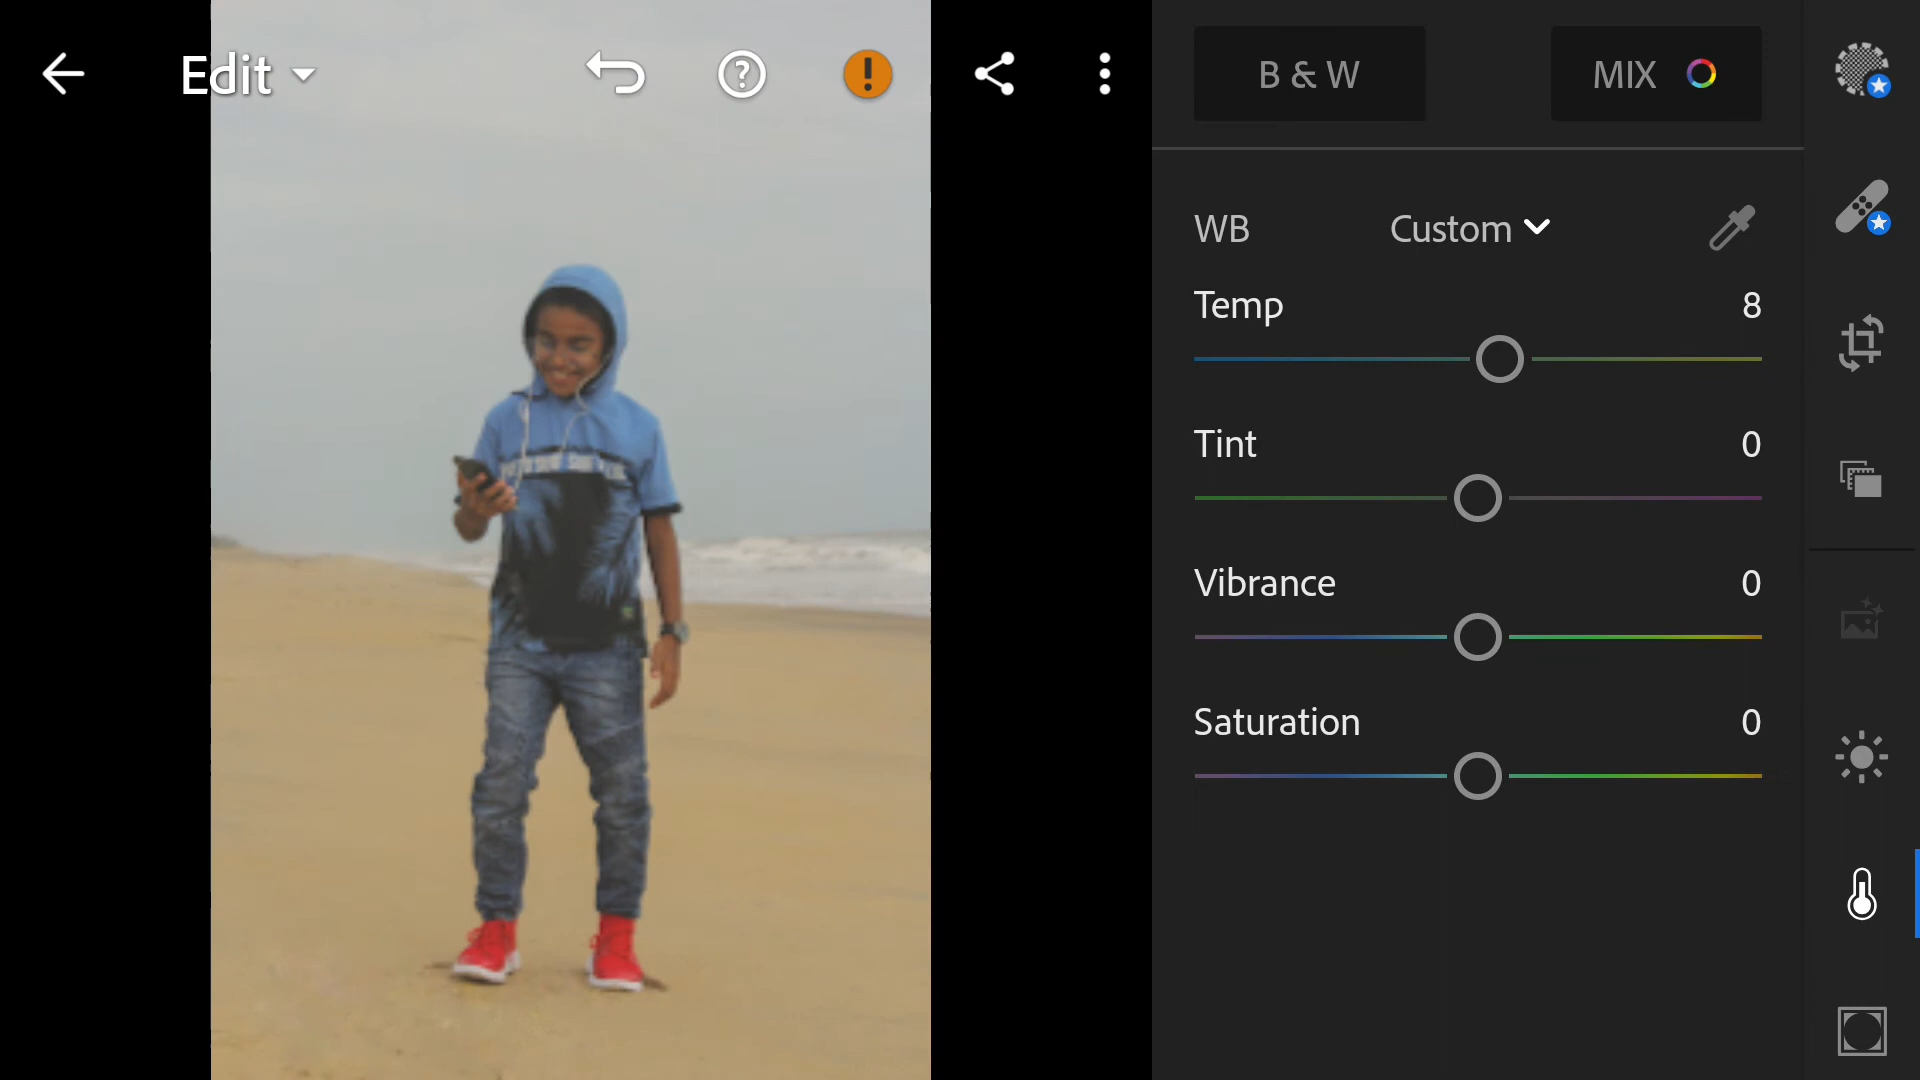 Edit
B & W
MIX
WB
Custom
Temp
8
Tint
0
Vibrance
0
Saturation
0